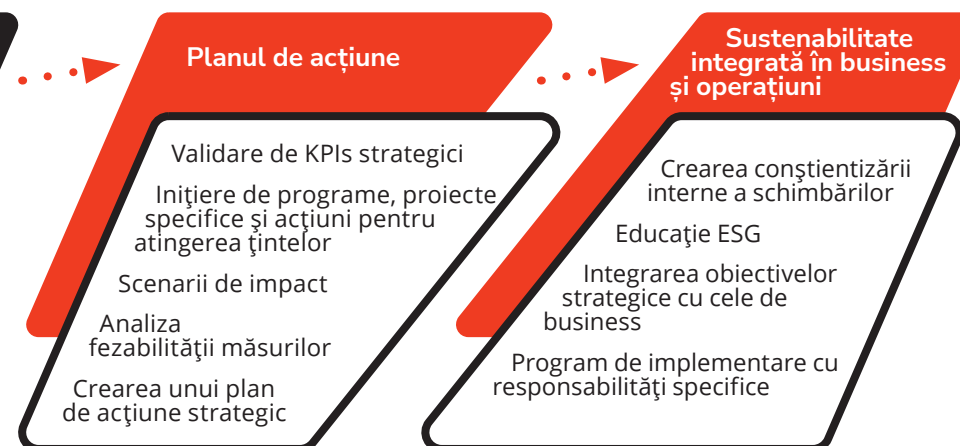 Planul de acțiune
Validare de KPIs strategici
Iniţiere de programe, proiecte
specifice şi acţiuni pentru
atingerea ţintelor
Scenarii de impact
Analiza
fezabilităţii măsurilor
Crearea unui plan
de acţiune strategic
Sustenabilitate
integrată în business
și operațiuni
Crearea conştientizării
interne a schimbărilor
Educaţie ESG
Integrarea obiectivelor
strategice cu cele de
business
Program de implementare cu
responsabilităţi specifice